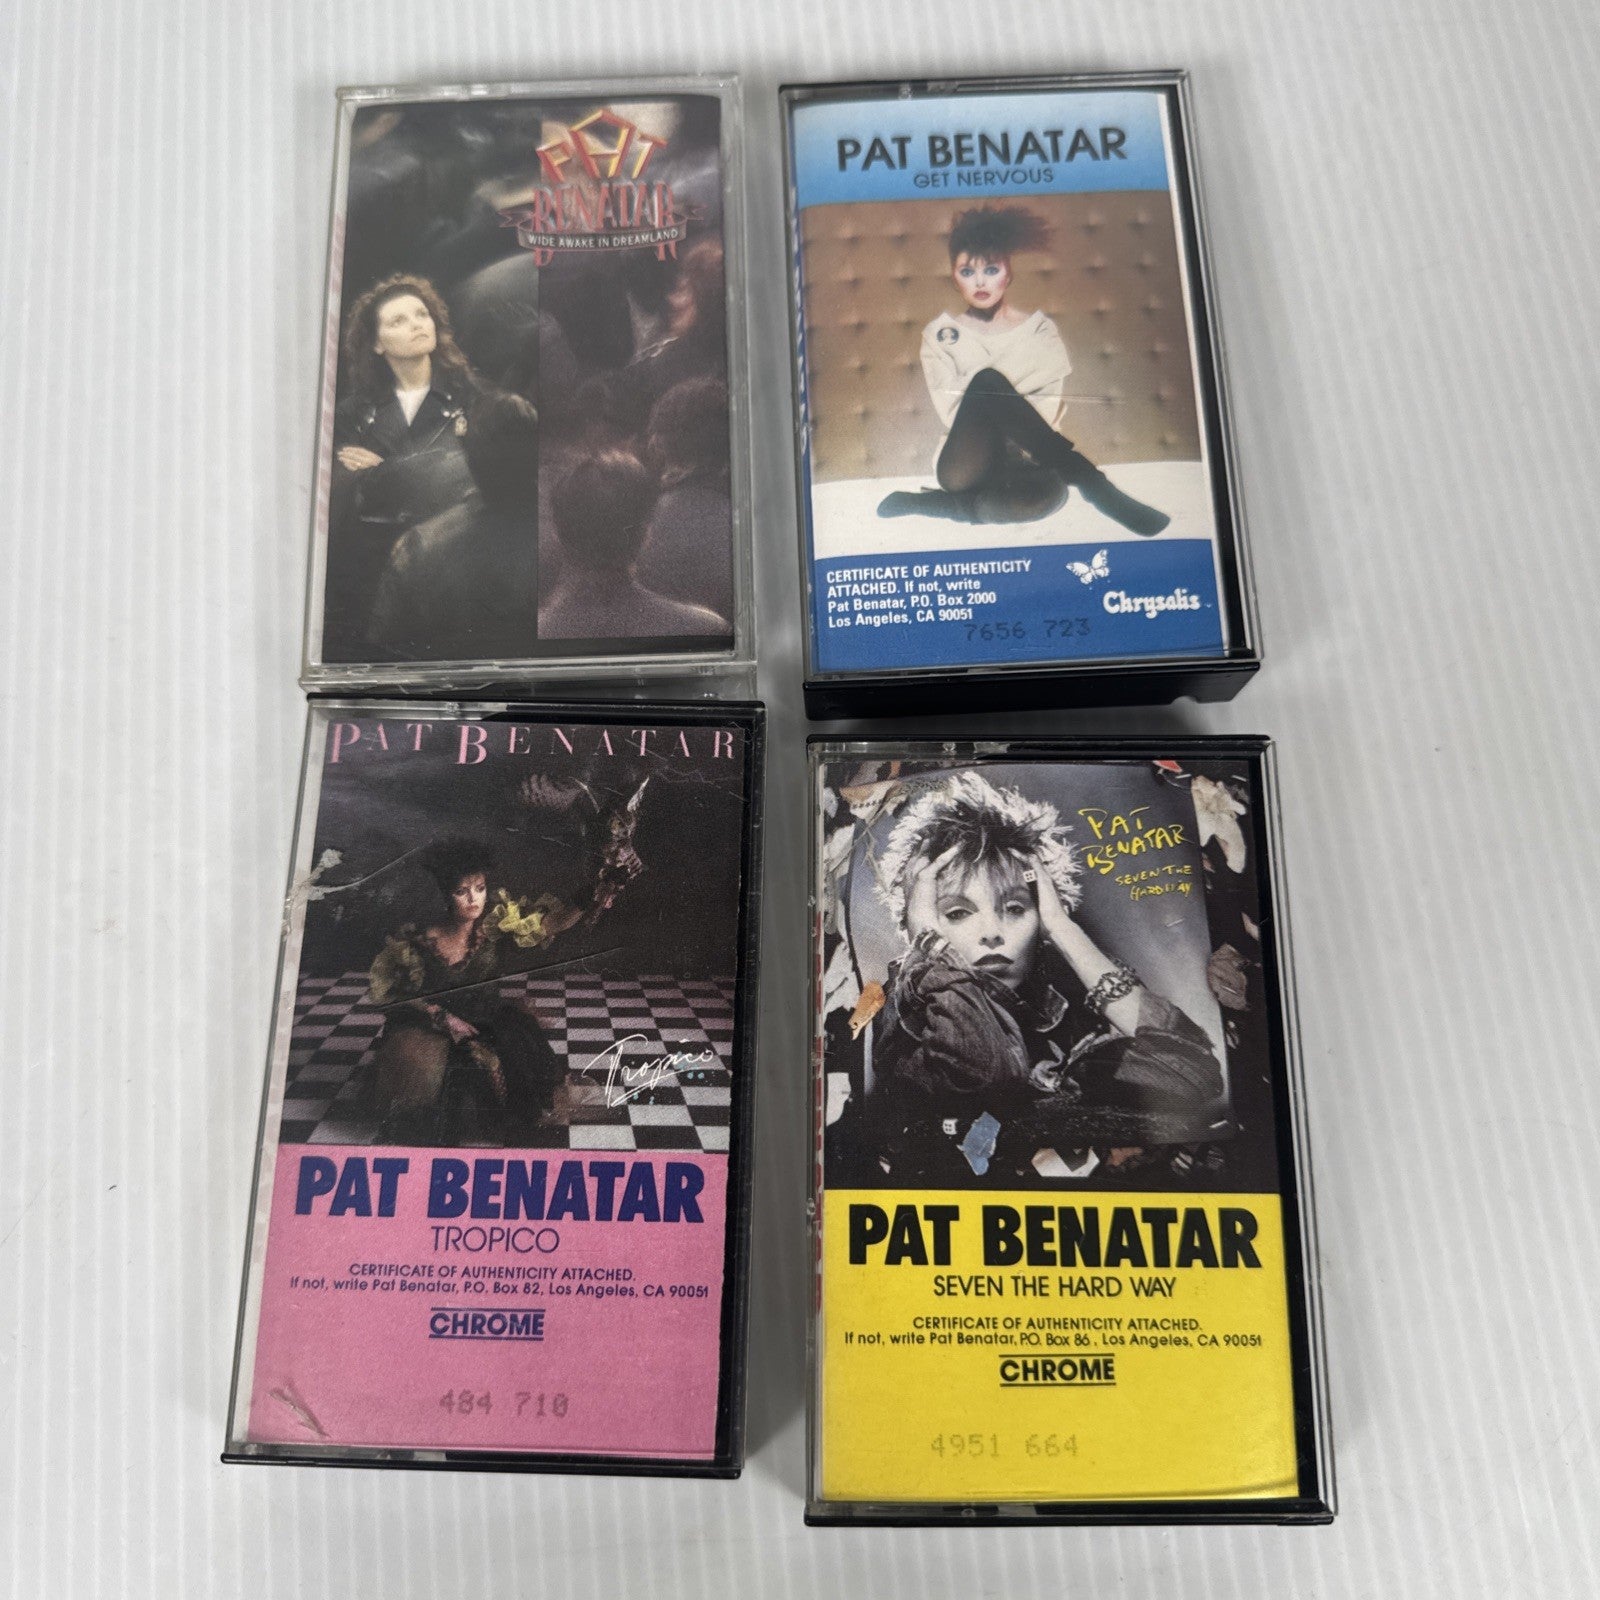 PAT
BENATAR
WIDE AWAKE IN DREAMLAND
PAT BENATAR
GET NERVOUS
CERTIFICATE OF AUTHENTICITY
ATTACHED. If not, write
Pat Benatar, P.O. Box 2000
Los Angeles, CA 90051
Chrysalis
7656 723
PAT BENATAR
Tropico
PAT BENATAR
TROPICO
CERTIFICATE OF AUTHENTICITY ATTACHED.
If not, write Pat Benatar, P.O. Box 82, Los Angeles, CA 90051
CHROME
484 710
PAT
BENATAR
SEVEN THE
HARD WAY
PAT BENATAR
SEVEN THE HARD WAY
CERTIFICATE OF AUTHENTICITY ATTACHED.
If not, write Pat Benatar, P.O. Box 86, Los Angeles, CA 90051
CHROME
4951 664